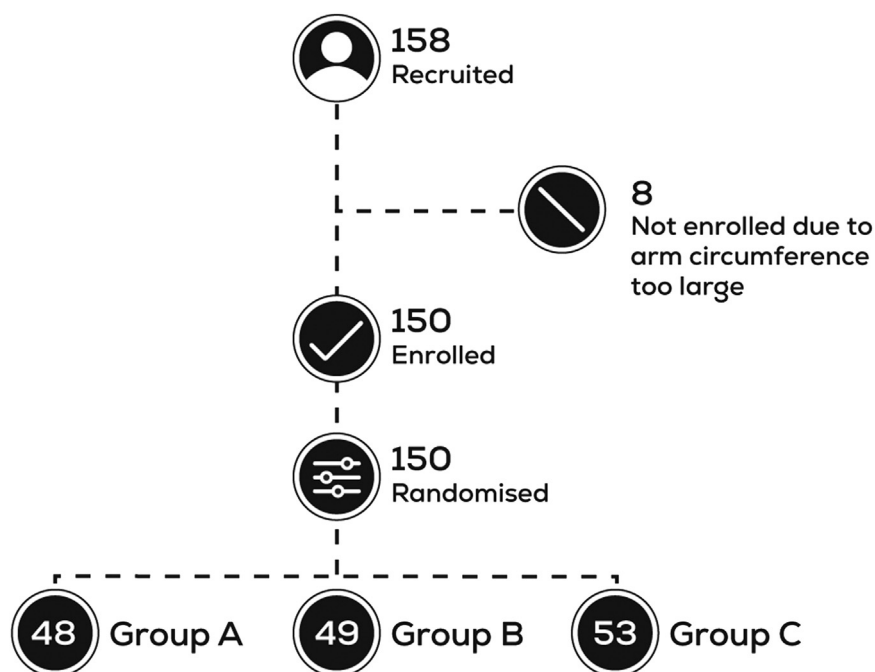 158
Recruited
8
Not enrolled due to
arm circumference
too large
150
Enrolled
150
Randomised
48 Group A 49 Group B 53 Group C